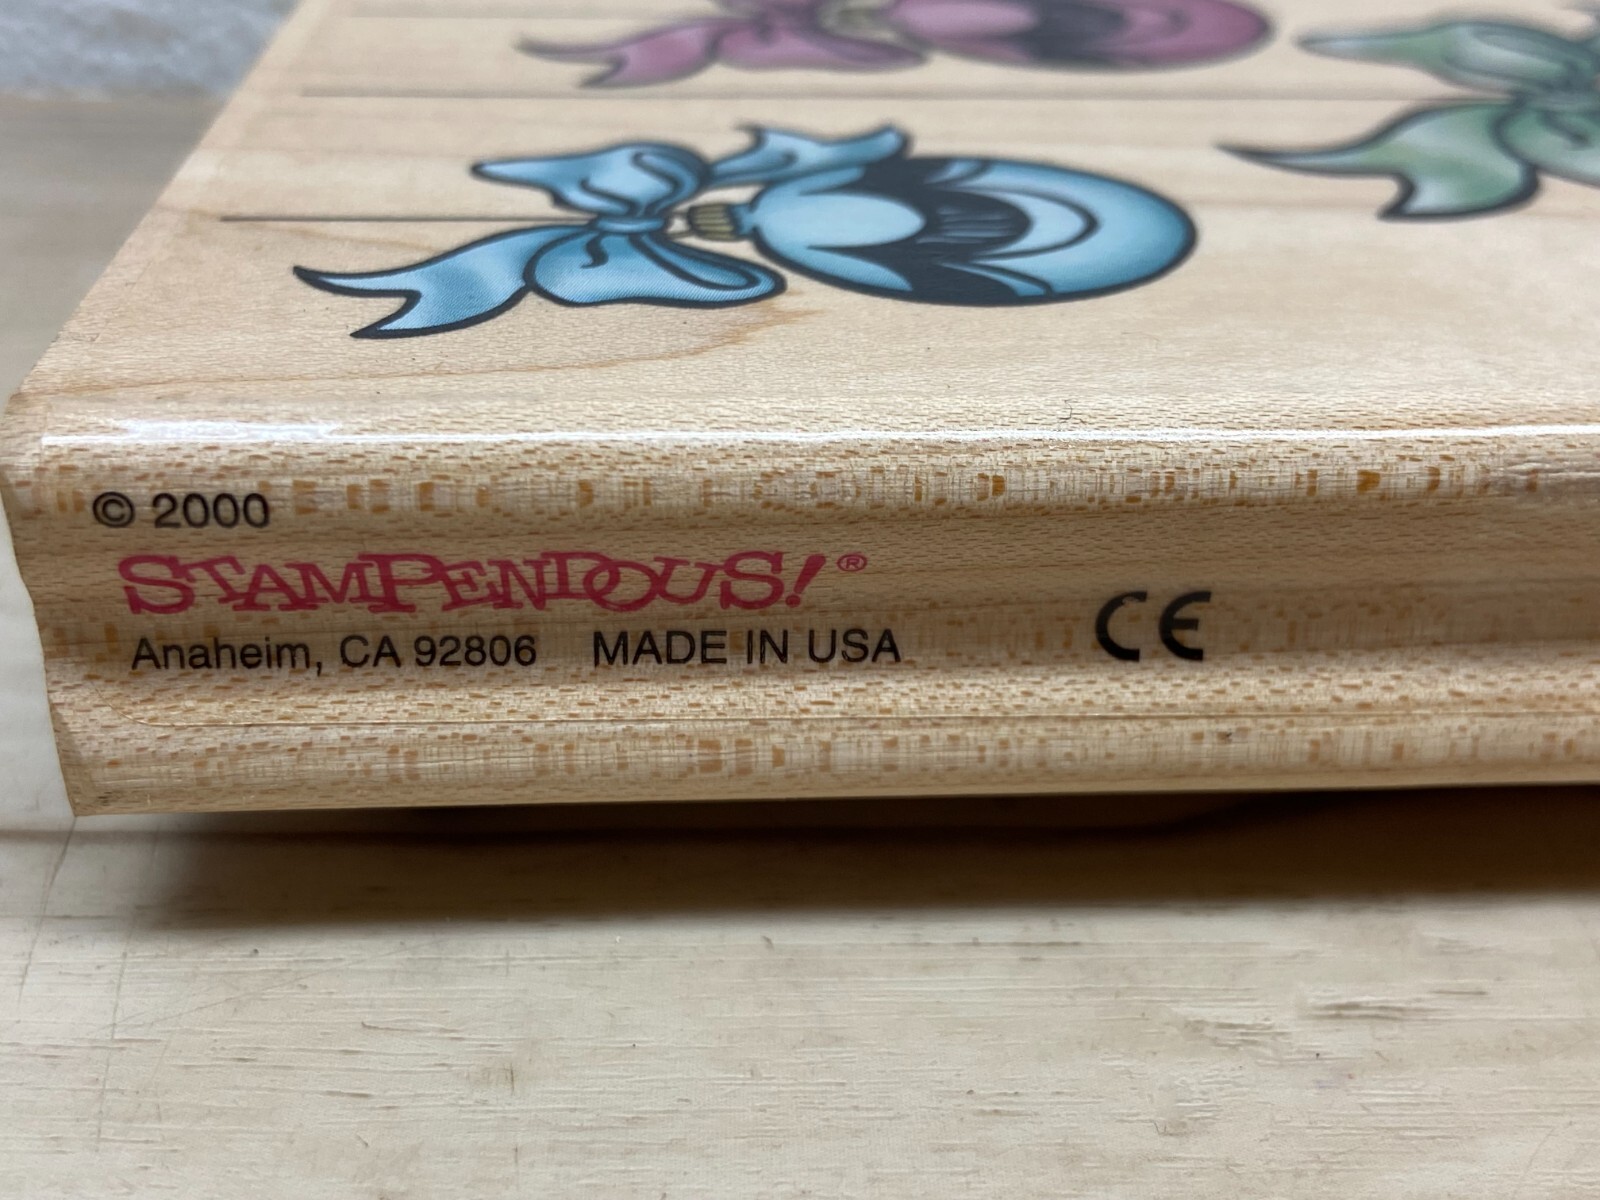 © 2000
STAMPENDOUS!®
Anaheim, CA 92806 MADE IN USA CE